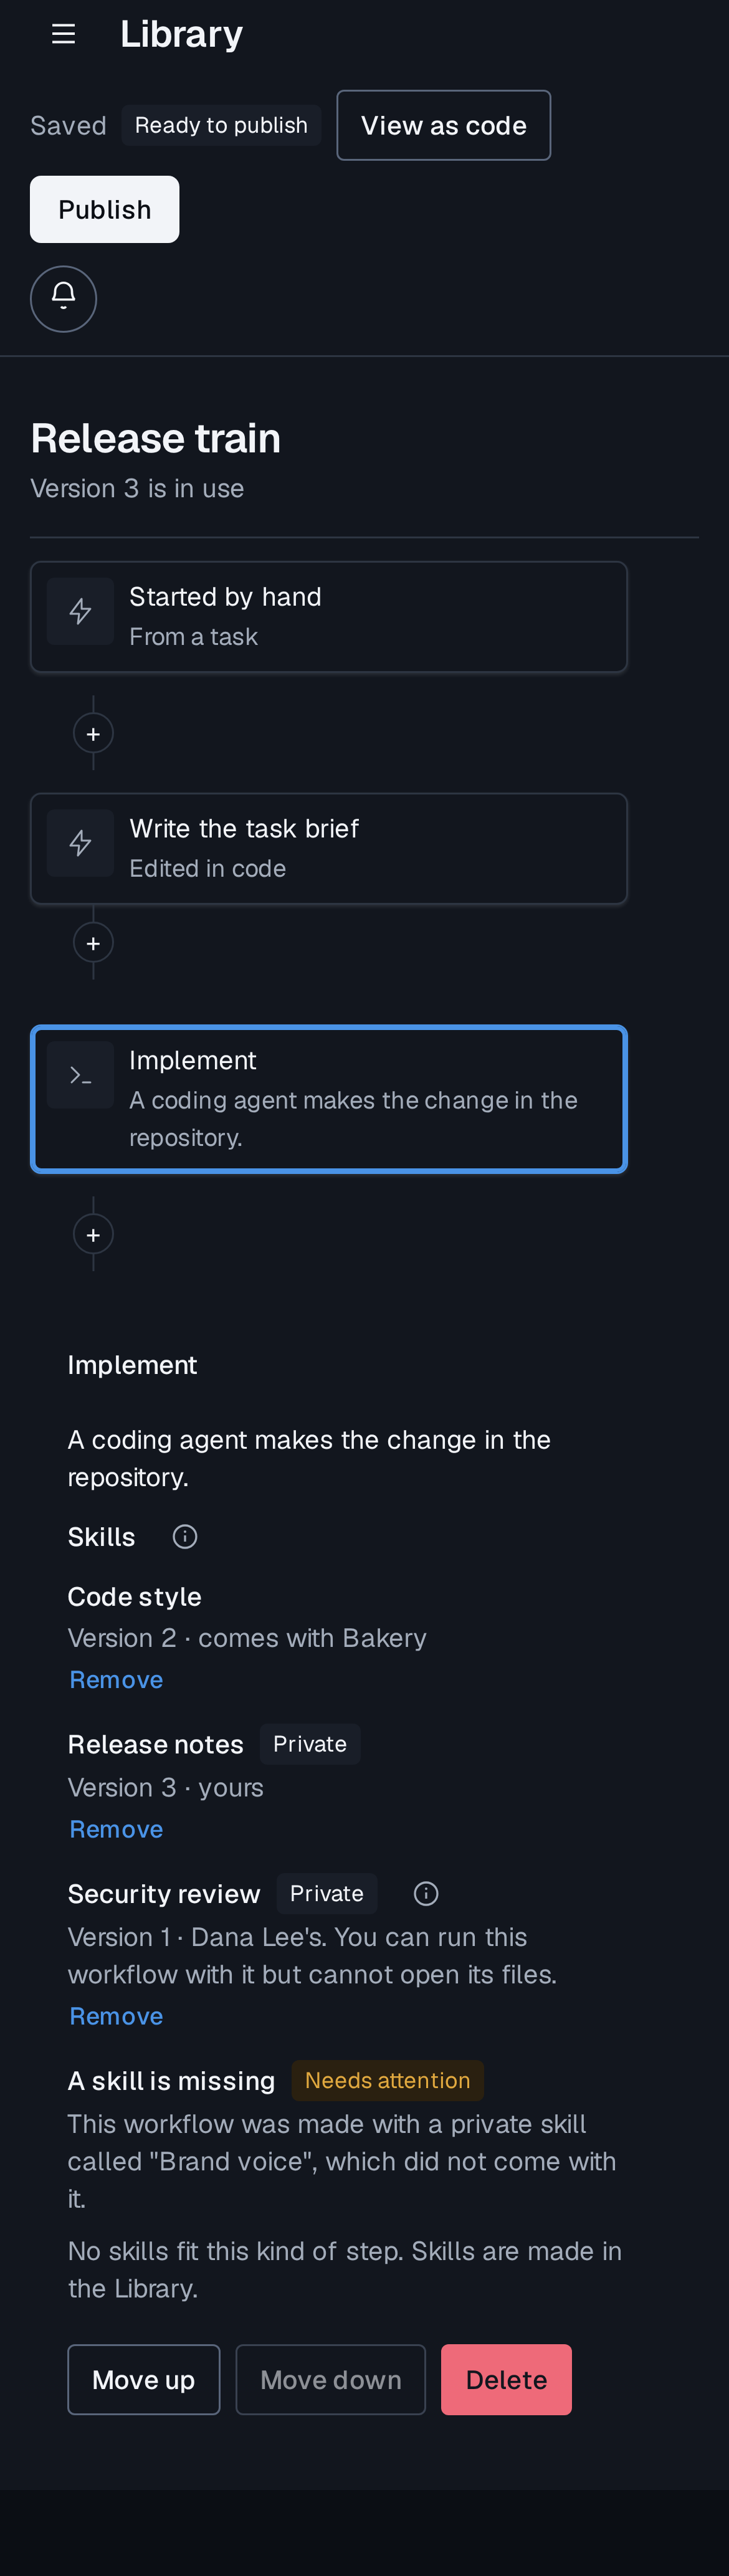 Library
Saved
Ready to publish
View as code
Publish
Release train
Version 3 is in use
Started by hand
From a task
+
Write the task brief
Edited in code
+
Implement
A coding agent makes the change in the
repository.
+
Implement
A coding agent makes the change in the
repository.
Skills
Code style
Version 2 · comes with Bakery
Remove
Release notes
Private
Version 3 · yours
Remove
Security review
Private
Version 1 · Dana Lee's. You can run this
workflow with it but cannot open its files.
Remove
A skill is missing
Needs attention
This workflow was made with a private skill
called "Brand voice", which did not come with
it.
No skills fit this kind of step. Skills are made in
the Library.
Move up
Move down
Delete